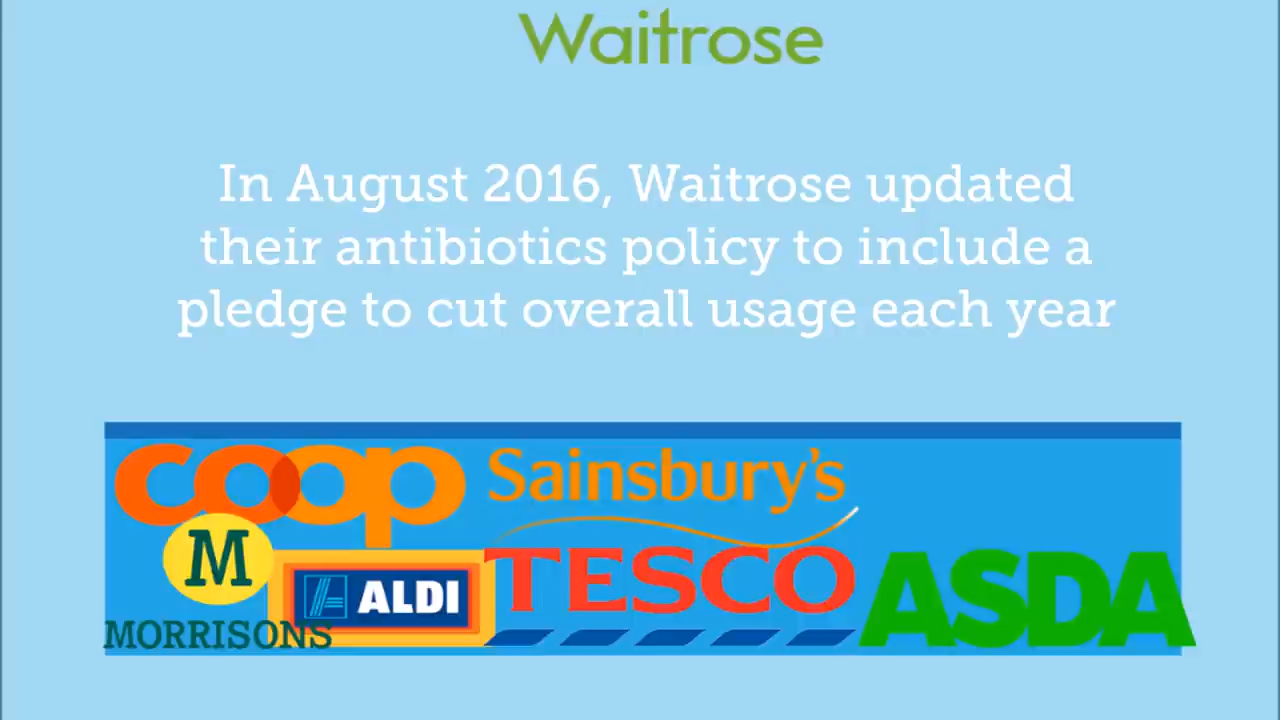 Waitrose
In August 2016, Waitrose updated
their antibiotics policy to include a
pledge to cut overall usage each year
coop
Sainsbury's
M
MORRISONS
ALDI
TESCO
ASDA